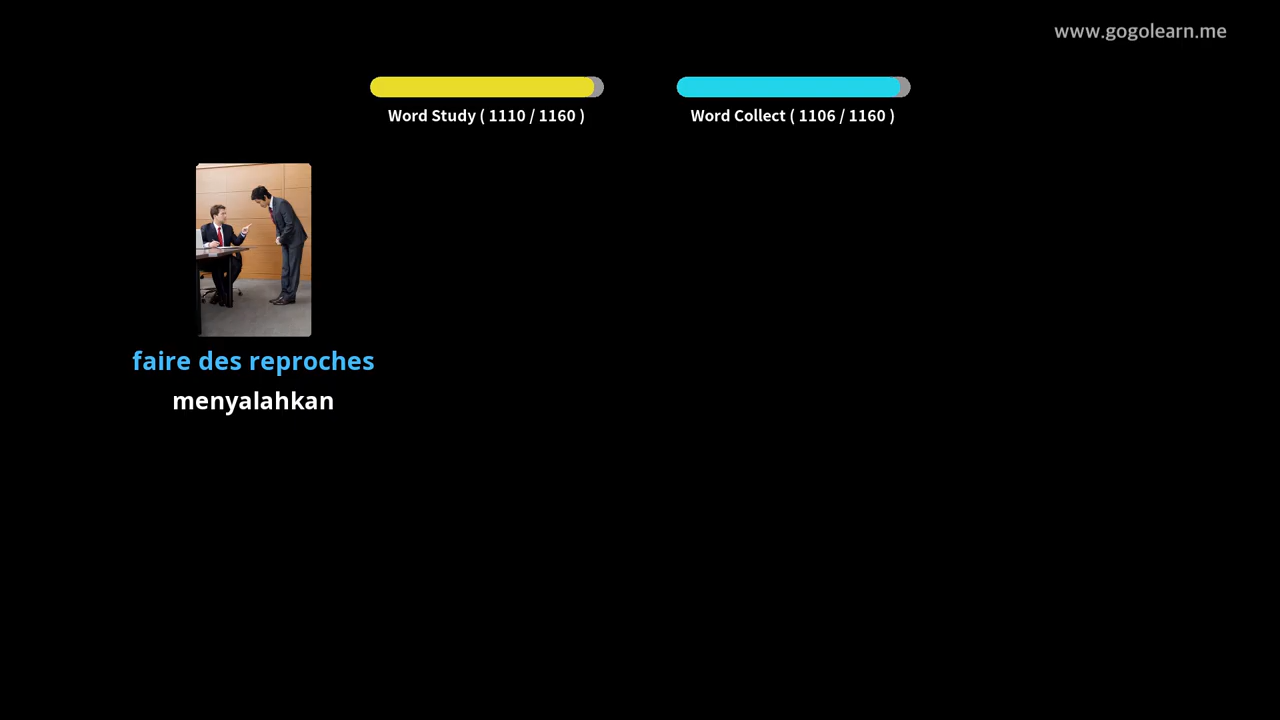 www.gogolearn.me
Word Study ( 1110 / 1160 )
Word Collect ( 1106 / 1160 )
faire des reproches
menyalahkan